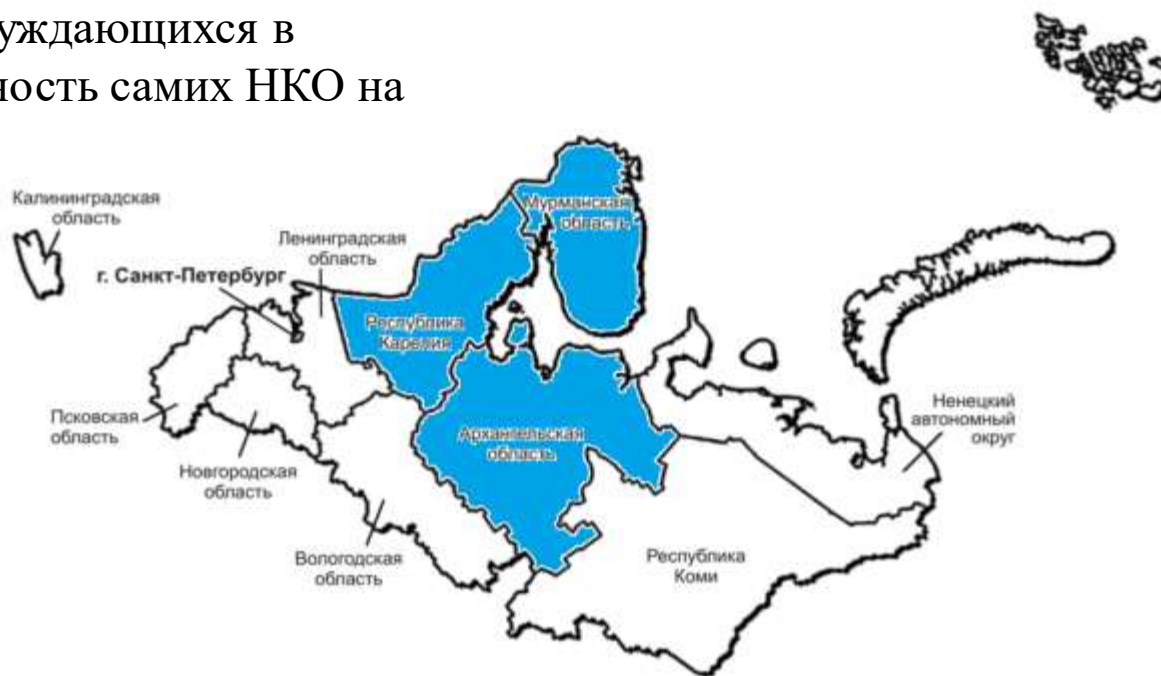 уждающихся в
ность самих НКО на
Калининградская
область
Ленинградская
область
г. Санкт-Петербург
Мурманская
область
Республика
Карелия
Псковская
область
Новгородская
область
Вологодская
область
Архангельская
область
Республика
Коми
Ненецкий
автономный
округ